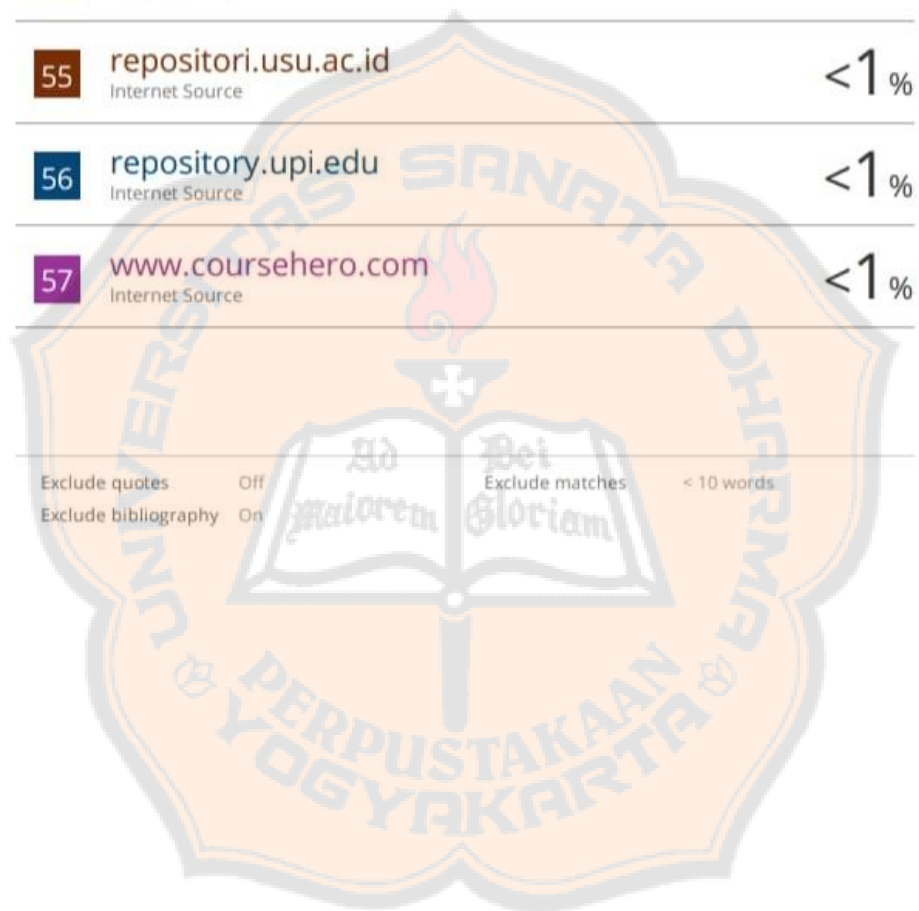 55 repositori.usu.ac.id <1%
Internet Source
56 repository.upi.edu <1%
Internet Source
57 www.coursehero.com <1%
Internet Source
Exclude quotes Off Exclude matches < 10 words
Exclude bibliography On
UNIVERSITAS SANATA DHARMA
Ad Dei
Maiorem Gloriam
PERPUSTAKAAN
YOGYAKARTA